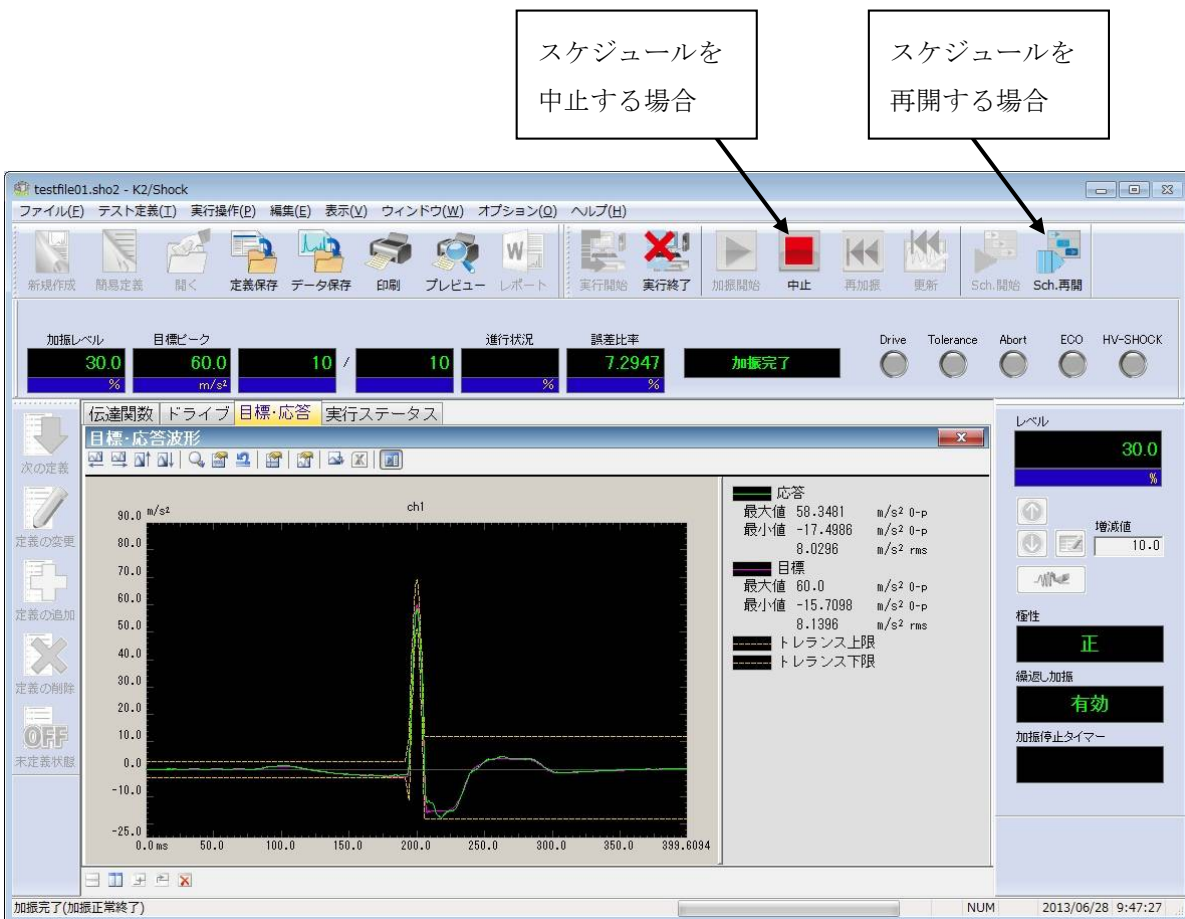 スケジュールを
中止する場合
スケジュールを
再開する場合
testfile01.sho2 - K2/Shock
ファイル(F) テスト定義(T) 実行操作(P) 編集(E) 表示(V) ウィンドウ(W) オプション(O) ヘルプ(H)
新規作成 簡易定義 開く 定義保存 データ保存 印刷 プレビュー レポート 実行開始 実行終了 加振開始 中止 再加振 更新 Sch.開始 Sch.再開
加振レベル 目標ピーク 進行状況 誤差比率 Drive Tolerance Abort ECO HV-SHOCK
30.0 60.0 10 / 10 7.2947 加振完了
% m/s² % %
伝達関数 ドライブ 目標・応答 実行ステータス
目標・応答波形
次の定義
定義の変更
定義の追加
定義の削除
OFF
未定義状態
ch1
90.0 m/s²
80.0
70.0
60.0
50.0
40.0
30.0
20.0
10.0
0.0
-10.0
-25.0
0.0 ms 50.0 100.0 150.0 200.0 250.0 300.0 350.0 399.6094
応答
最大値 58.3481 m/s² 0-p
最小値 -17.4986 m/s² 0-p
8.0296 m/s² rms
目標
最大値 60.0 m/s² 0-p
最小値 -15.7098 m/s² 0-p
8.1396 m/s² rms
トレランス上限
トレランス下限
レベル
30.0
%
増減値
10.0
極性
正
繰返し加振
有効
加振停止タイマー
加振完了(加振正常終了) NUM 2013/06/28 9:47:27